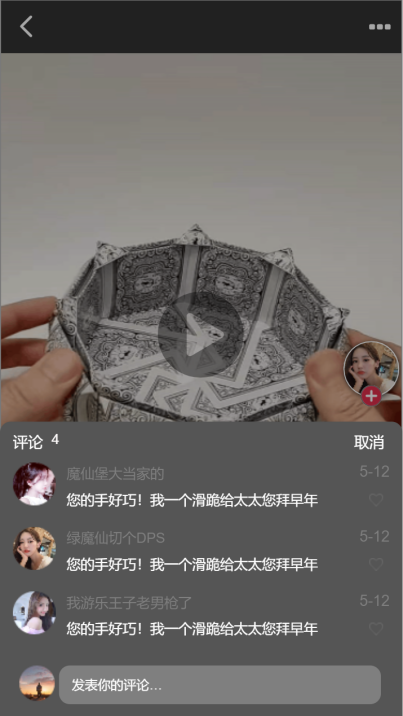 评论 4 取消
魔仙堡大当家的 5-12
您的手好巧！我一个滑跪给太太您拜早年
绿魔仙切个DPS 5-12
您的手好巧！我一个滑跪给太太您拜早年
我游乐王子老男枪了 5-12
您的手好巧！我一个滑跪给太太您拜早年
发表你的评论...